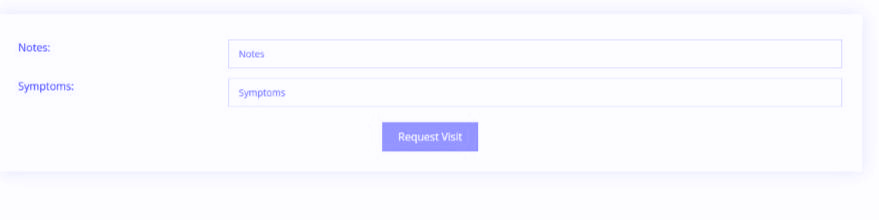 Notes:
Notes
Symptoms:
Symptoms
Request Visit